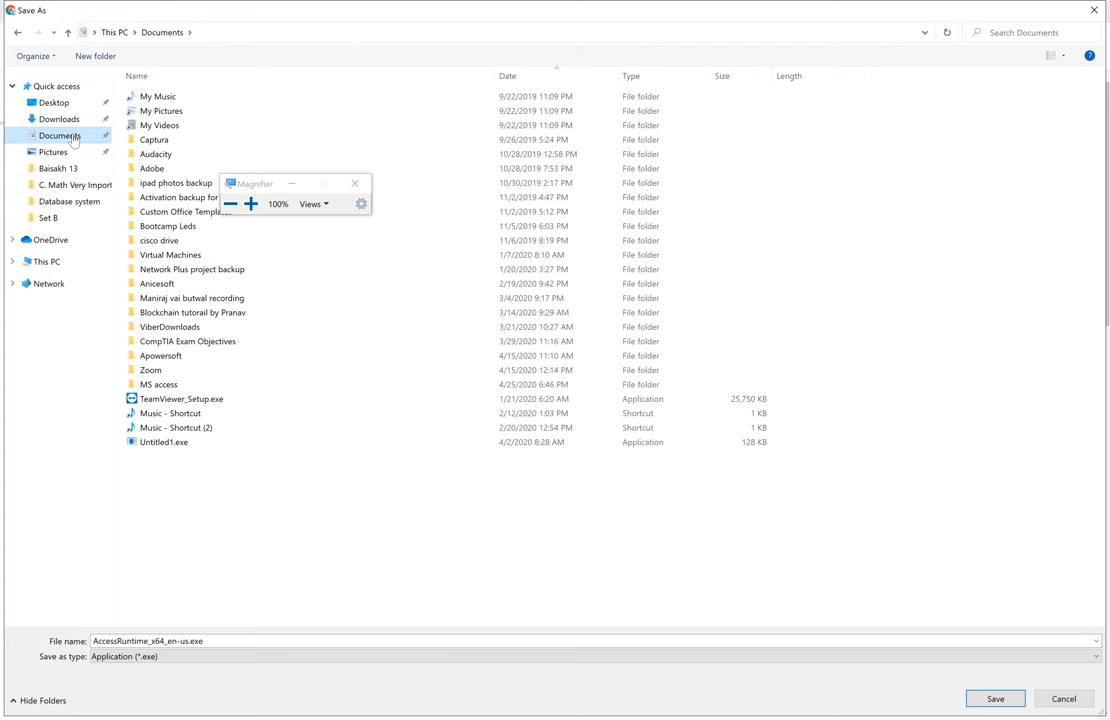 Save As
This PC > Documents >
Search Documents
Organize
New folder
Name Date Type Size Length
Quick access
Desktop
Downloads
Documents
Pictures
Baisakh 13
C. Math Very Import
Database system
Set B
OneDrive
This PC
Network
My Music 9/22/2019 11:09 PM File folder
My Pictures 9/22/2019 11:09 PM File folder
My Videos 9/22/2019 11:09 PM File folder
Captura 9/26/2019 5:24 PM File folder
Audacity 10/28/2019 12:58 PM File folder
Adobe 10/28/2019 7:53 PM File folder
ipad photos backup 10/30/2019 2:17 PM File folder
Activation backup for 11/2/2019 4:47 PM File folder
Custom Office Templates 11/2/2019 5:12 PM File folder
Bootcamp Leds 11/5/2019 6:03 PM File folder
cisco drive 11/6/2019 8:19 PM File folder
Virtual Machines 1/7/2020 8:10 AM File folder
Network Plus project backup 1/20/2020 3:27 PM File folder
Anicesoft 2/19/2020 9:42 PM File folder
Maniraj vai butwal recording 3/4/2020 9:17 PM File folder
Blockchain tutorail by Pranav 3/14/2020 9:29 AM File folder
ViberDownloads 3/21/2020 10:27 AM File folder
CompTIA Exam Objectives 3/29/2020 11:16 AM File folder
Apowersoft 4/15/2020 11:10 AM File folder
Zoom 4/15/2020 12:14 PM File folder
MS access 4/25/2020 6:46 PM File folder
TeamViewer_Setup.exe 1/21/2020 6:20 AM Application 25,750 KB
Music - Shortcut 2/12/2020 1:03 PM Shortcut 1 KB
Music - Shortcut (2) 2/20/2020 12:54 PM Shortcut 1 KB
Untitled1.exe 4/2/2020 8:28 AM Application 128 KB
Magnifier
100% Views
File name: AccessRuntime_x64_en-us.exe
Save as type: Application (*.exe)
Hide Folders
Save
Cancel